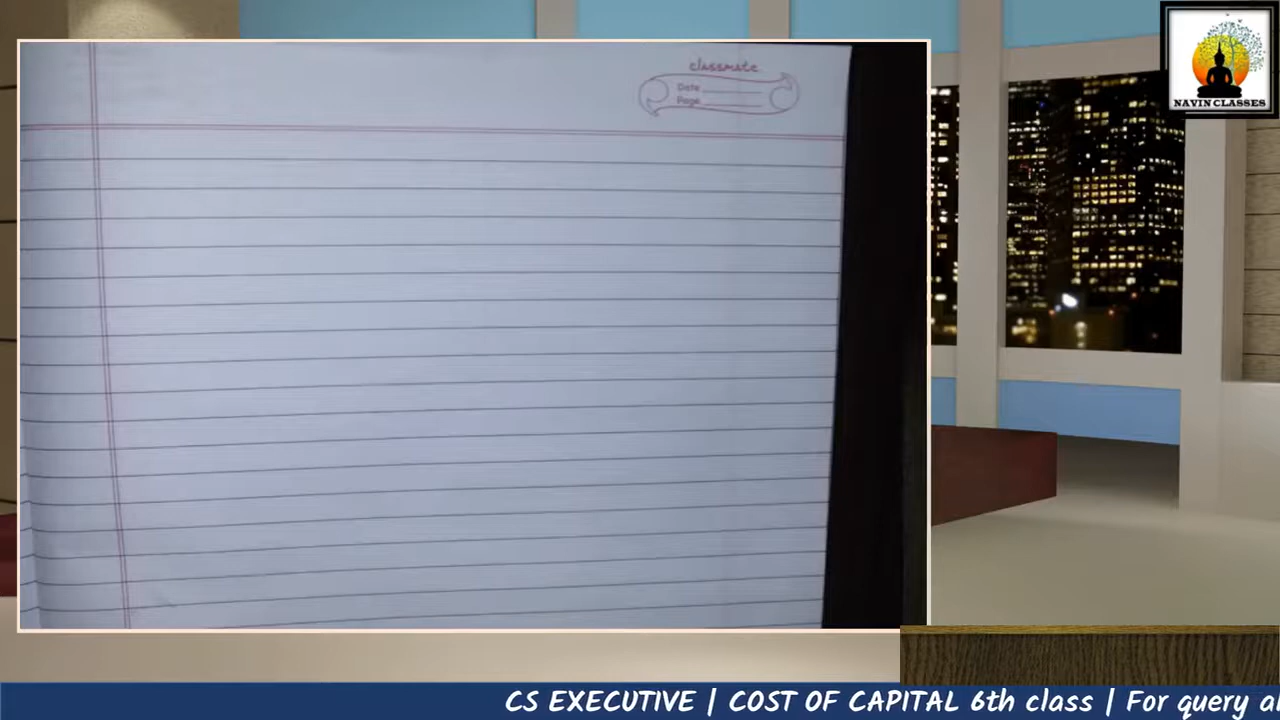 classmate
Date
Page
NAVIN CLASSES
CS EXECUTIVE | COST OF CAPITAL 6th class | For query